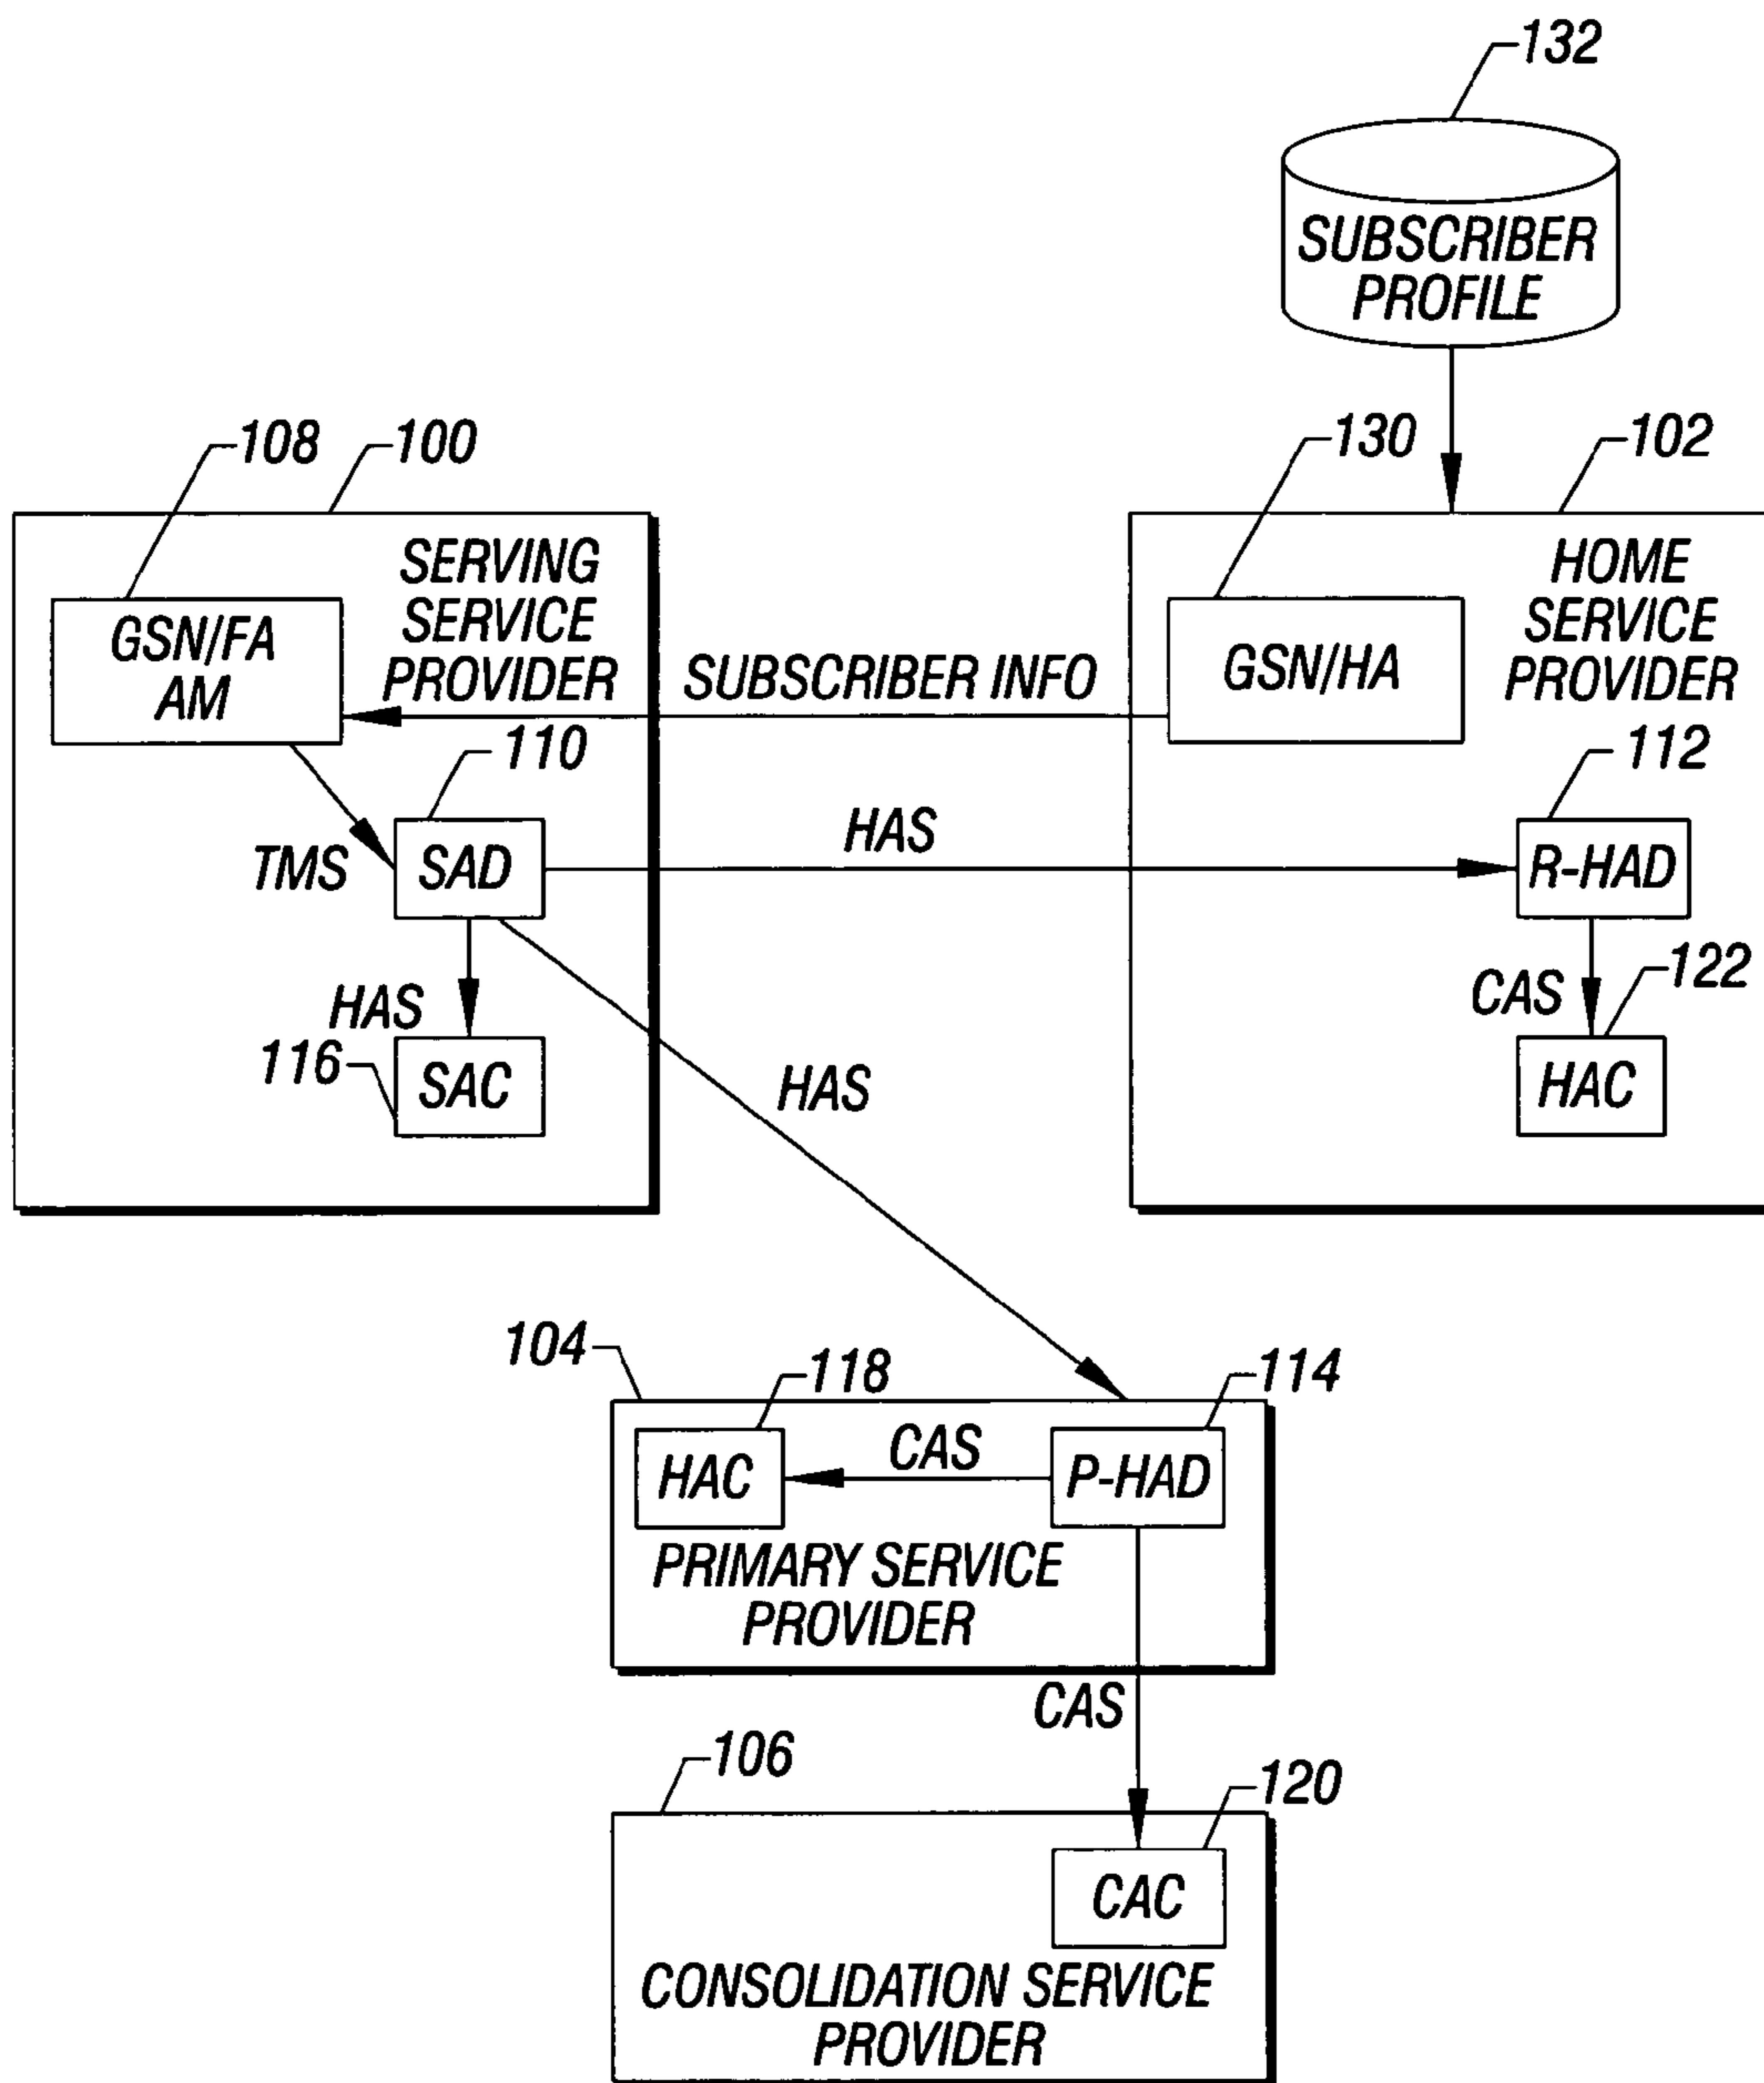 132
SUBSCRIBER
PROFILE
108
100
130
102
SERVING
SERVICE
PROVIDER
GSN/FA
AM
SUBSCRIBER INFO
GSN/HA
HOME
SERVICE
PROVIDER
110
112
TMS
SAD
HAS
R-HAD
HAS
CAS
122
116
SAC
HAS
HAC
104
118
114
HAC
CAS
P-HAD
PRIMARY SERVICE
PROVIDER
CAS
106
120
CAC
CONSOLIDATION SERVICE
PROVIDER